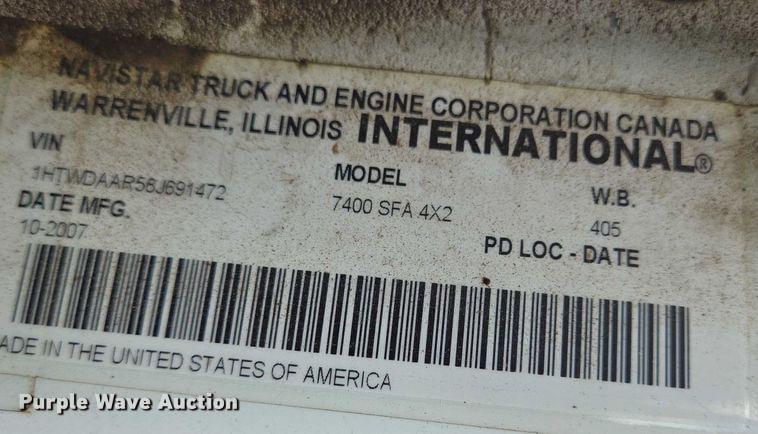 NAVISTAR TRUCK AND ENGINE CORPORATION CANADA
WARRENVILLE, ILLINOIS INTERNATIONAL®
VIN MODEL W.B.
1HTWDAAR58J691472 7400 SFA 4X2 405
DATE MFG. PD LOC - DATE
10-2007
ADE IN THE UNITED STATES OF AMERICA
Purple Wave Auction